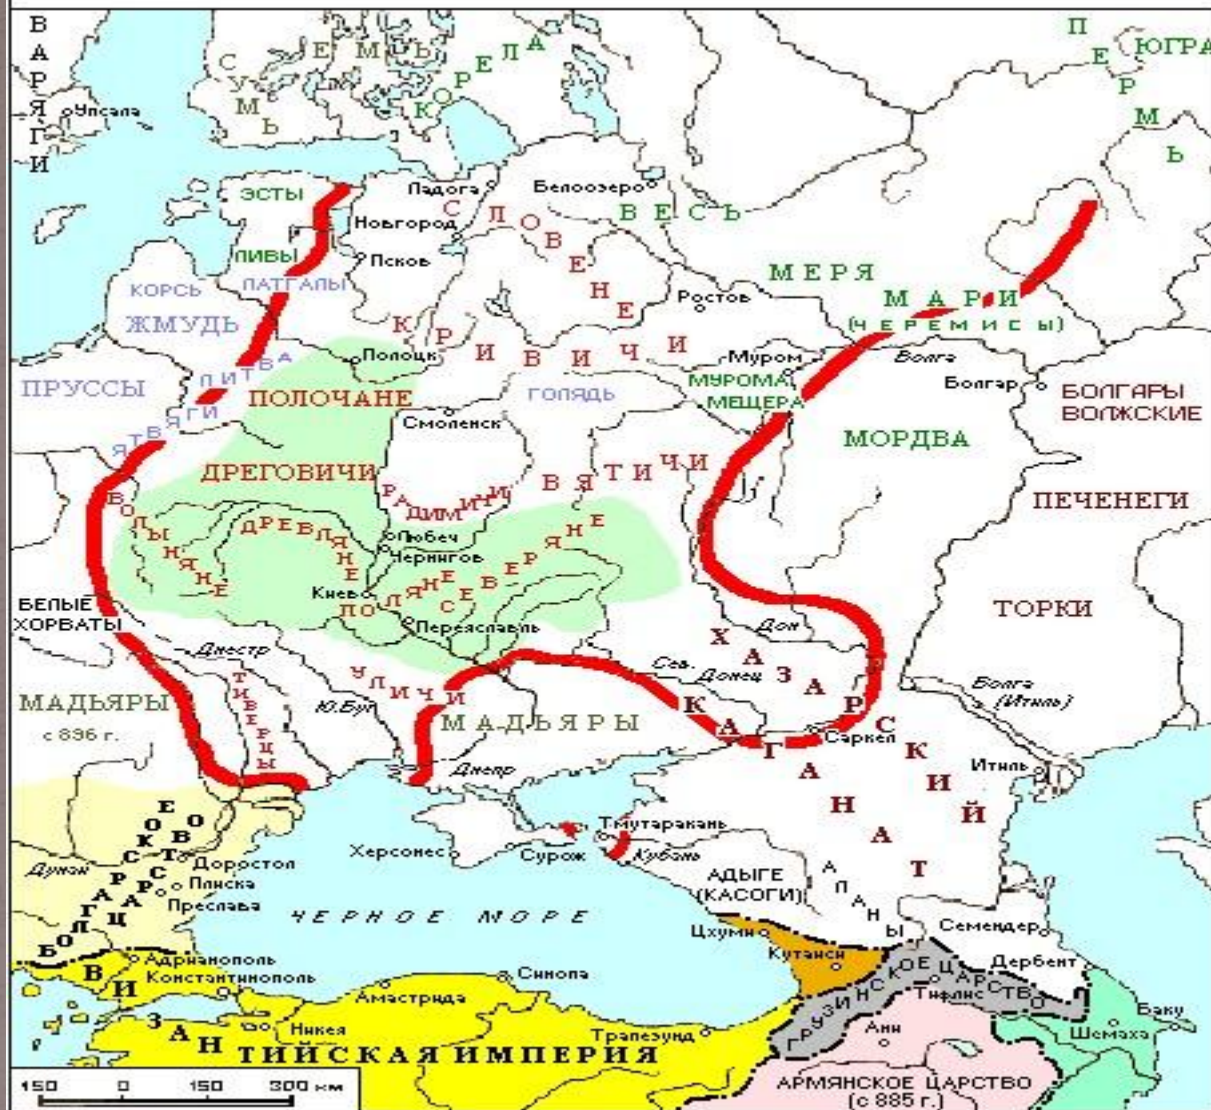 ВАРЯГИ
Упсала
СУМЬ
ЕМЬ
КОРЕЛА
ПЕРМЬ
ЮГРА
ЭСТЫ
Ладога
Белоозеро
СЛОВЕНЕ
ВЕСЬ
Новгород
ЛИВЫ
Псков
ЛАТГАЛЫ
КОРСЬ
ЖМУДЬ
МЕРЯ
МАРИ
(ЧЕРЕМИСЫ)
Ростов
КРИВИЧИ
Полоцк
Муром
Волга
Болгар
ЛИТВА
ПРУССЫ
ПОЛОЧАНЕ
ГОЛЯДЬ
МУРОМА
МЕЩЕРА
БОЛГАРЫ
ВОЛЖСКИЕ
ЯТВЯГИ
Смоленск
МОРДВА
ДРЕГОВИЧИ
ВЯТИЧИ
РАДИМИЧИ
ПЕЧЕНЕГИ
ВОЛЫНЯНЕ
ДРЕВЛЯНЕ
Любеч
Чернигов
СЕВЕРЯНЕ
Киев
ПОЛЯНЕ
Переяславль
БЕЛЫЕ
ХОРВАТЫ
ТОРКИ
Дон
Днестр
ХАЗАРСКИЙ
КАГАНАТ
Сев.
Донец
УЛИЧИ
ТИВЕРЦЫ
Ю.Буг
Волга
(Итиль)
МАДЬЯРЫ
с 896 г.
МАДЬЯРЫ
Саркел
Днепр
Итиль
БОЛГАРСКОЕ
ЦАРСТВО
Тмутаракань
Херсонес
Сурож
Кубань
Дунай
Доростол
Плиска
Преслава
АДЫГЕ
(КАСОГИ)
АЛАНЫ
ЧЕРНОЕ МОРЕ
Цхуми
Семендер
Кутаиси
Дербент
Адрианополь
Константинополь
Синопа
Амастрида
ГРУЗИНСКОЕ ЦАРСТВО
Тифлис
Баку
Никея
Трапезунд
Ани
Шемаха
ВИЗАНТИЙСКАЯ ИМПЕРИЯ
АРМЯНСКОЕ ЦАРСТВО
(с 885 г.)
150 0 150 300 км